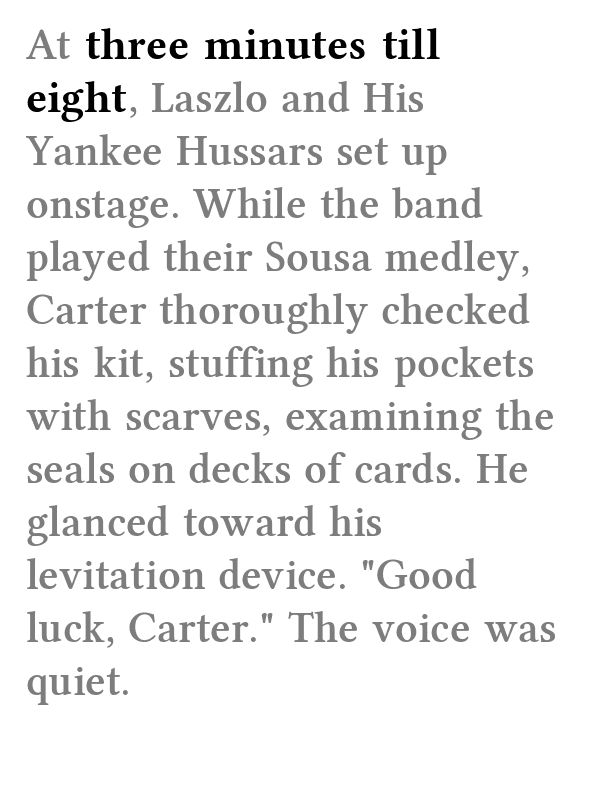 At three minutes till
eight, Laszlo and His
Yankee Hussars set up
onstage. While the band
played their Sousa medley,
Carter thoroughly checked
his kit, stuffing his pockets
with scarves, examining the
seals on decks of cards. He
glanced toward his
levitation device. "Good
luck, Carter." The voice was
quiet.